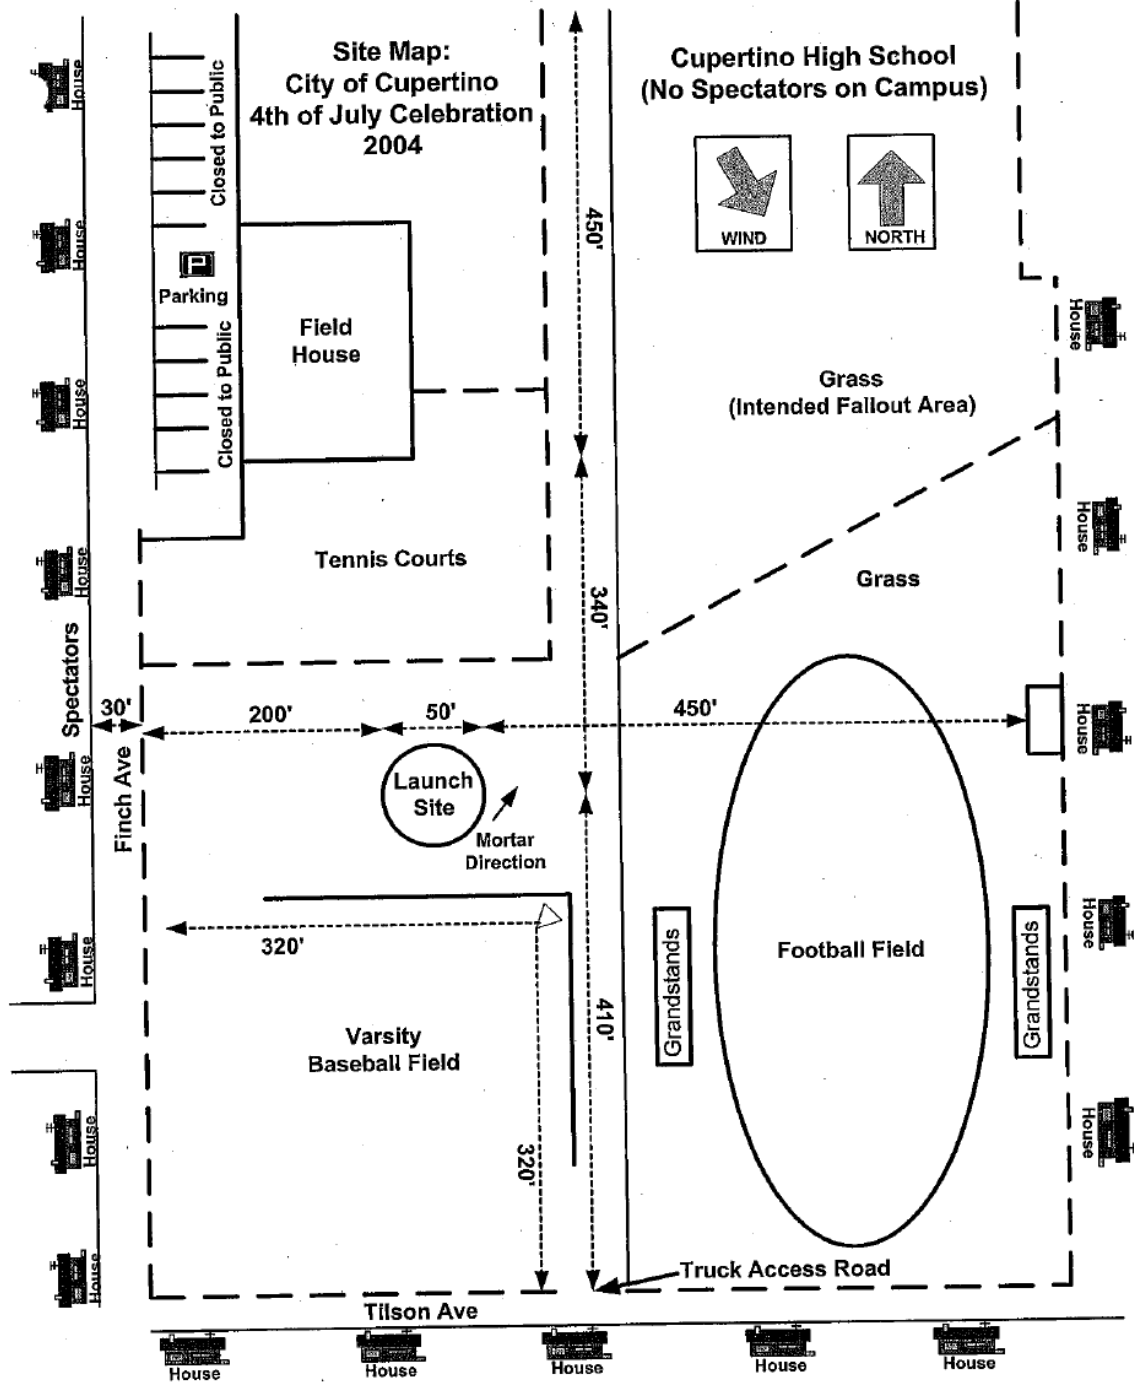 Site Map:
City of Cupertino
4th of July Celebration
2004
Cupertino High School
(No Spectators on Campus)
WIND
NORTH
House
House
House
House
House
House
House
House
Closed to Public
P
Parking
Closed to Public
Field
House
450'
Grass
(Intended Fallout Area)
House
House
House
House
House
Tennis Courts
340'
Grass
Spectators
30'
200'
50'
450'
Finch Ave
Launch
Site
Mortar
Direction
320'
Varsity
Baseball Field
320'
410'
Grandstands
Football Field
Grandstands
Truck Access Road
Tilson Ave
House
House
House
House
House